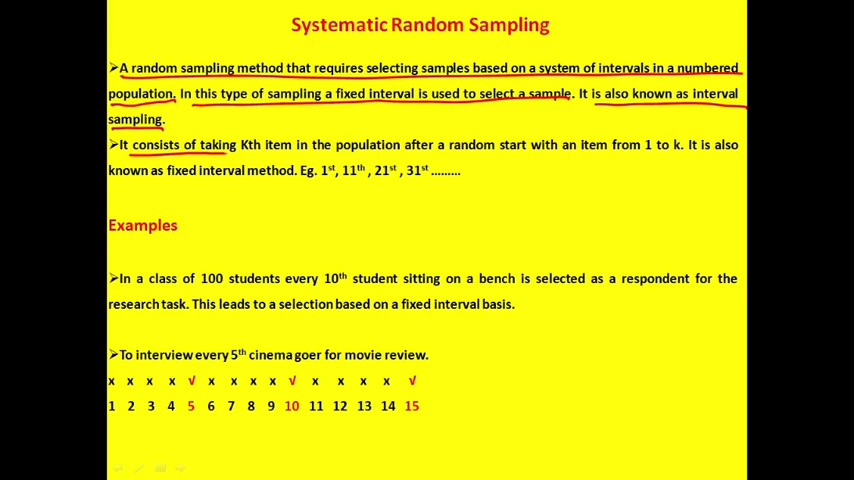 Systematic Random Sampling
➢A random sampling method that requires selecting samples based on a system of intervals in a numbered
population. In this type of sampling a fixed interval is used to select a sample. It is also known as interval
sampling.
➢It consists of taking Kth item in the population after a random start with an item from 1 to k. It is also
known as fixed interval method. Eg. 1st, 11th , 21st , 31st .........
Examples
➢In a class of 100 students every 10th student sitting on a bench is selected as a respondent for the
research task. This leads to a selection based on a fixed interval basis.
➢To interview every 5th cinema goer for movie review.
x x x x √ x x x x √ x x x x √
1 2 3 4 5 6 7 8 9 10 11 12 13 14 15